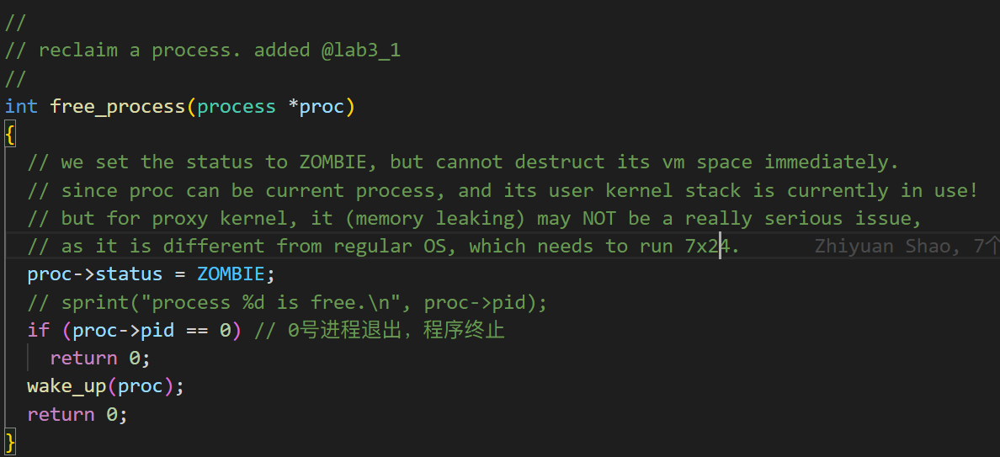 //
// reclaim a process. added @lab3_1
//
int free_process(process *proc)
{
// we set the status to ZOMBIE, but cannot destruct its vm space immediately.
// since proc can be current process, and its user kernel stack is currently in use!
// but for proxy kernel, it (memory leaking) may NOT be a really serious issue,
// as it is different from regular OS, which needs to run 7x24. Zhiyuan Shao, 7个
proc->status = ZOMBIE;
// sprint("process %d is free.\n", proc->pid);
if (proc->pid == 0) // 0号进程退出，程序终止
return 0;
wake_up(proc);
return 0;
}